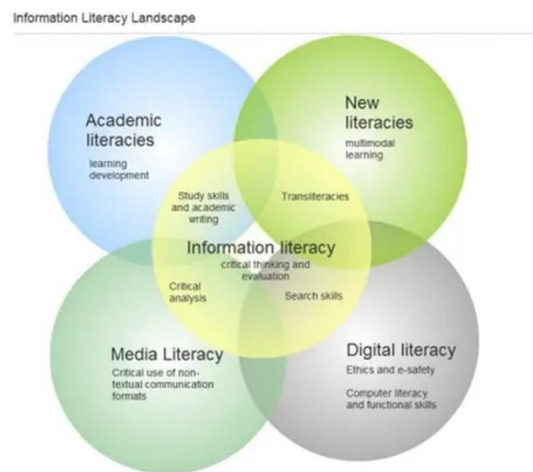 Information Literacy Landscape
Academic
literacies
learning
development
New
literacies
multimodal
learning
Study skills
and academic
writing
Transliteracies
Information literacy
critical thinking and
evaluation
Critical
analysis
Search skills
Media Literacy
Critical use of non-
textual communication
formats
Digital literacy
Ethics and e-safety
Computer literacy
and functional skills